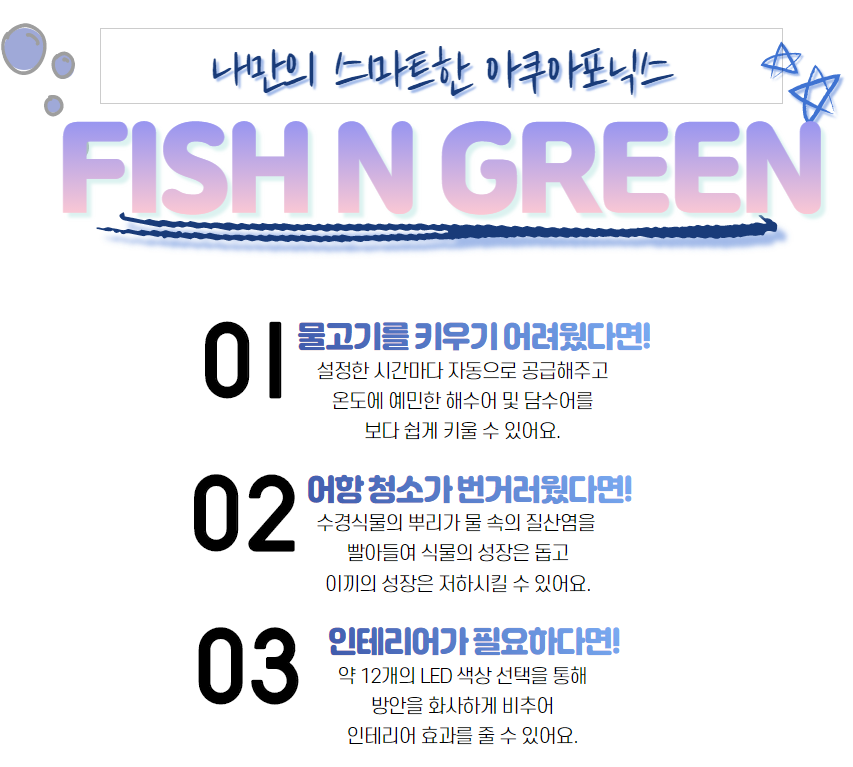 나만의 스마트한 아쿠아포닉스
FISH N GREEN
01
물고기를 키우기 어려웠다면!
설정한 시간마다 자동으로 공급해주고
온도에 예민한 해수어 및 담수어를
보다 쉽게 키울 수 있어요.
02
어항 청소가 번거러웠다면!
수경식물의 뿌리가 물 속의 질산염을
빨아들여 식물의 성장은 돕고
이끼의 성장은 저하시킬 수 있어요.
03
인테리어가 필요하다면!
약 12개의 LED 색상 선택을 통해
방안을 화사하게 비추어
인테리어 효과를 줄 수 있어요.